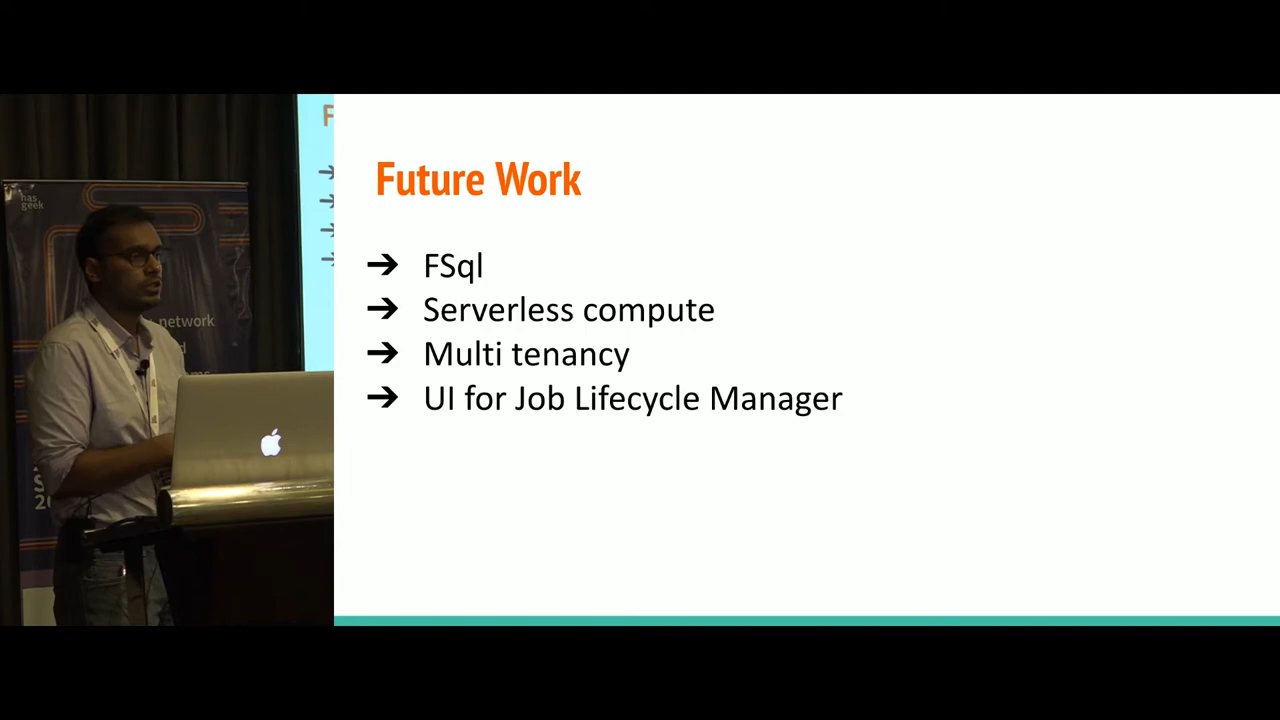 has
geek
network
Future Work
➔ FSql
➔ Serverless compute
➔ Multi tenancy
➔ UI for Job Lifecycle Manager